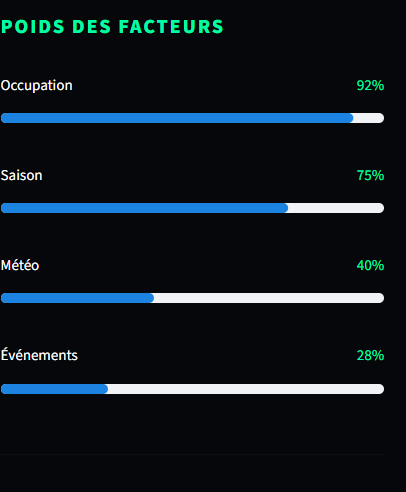 POIDS DES FACTEURS
Occupation 92%
Saison 75%
Météo 40%
Événements 28%